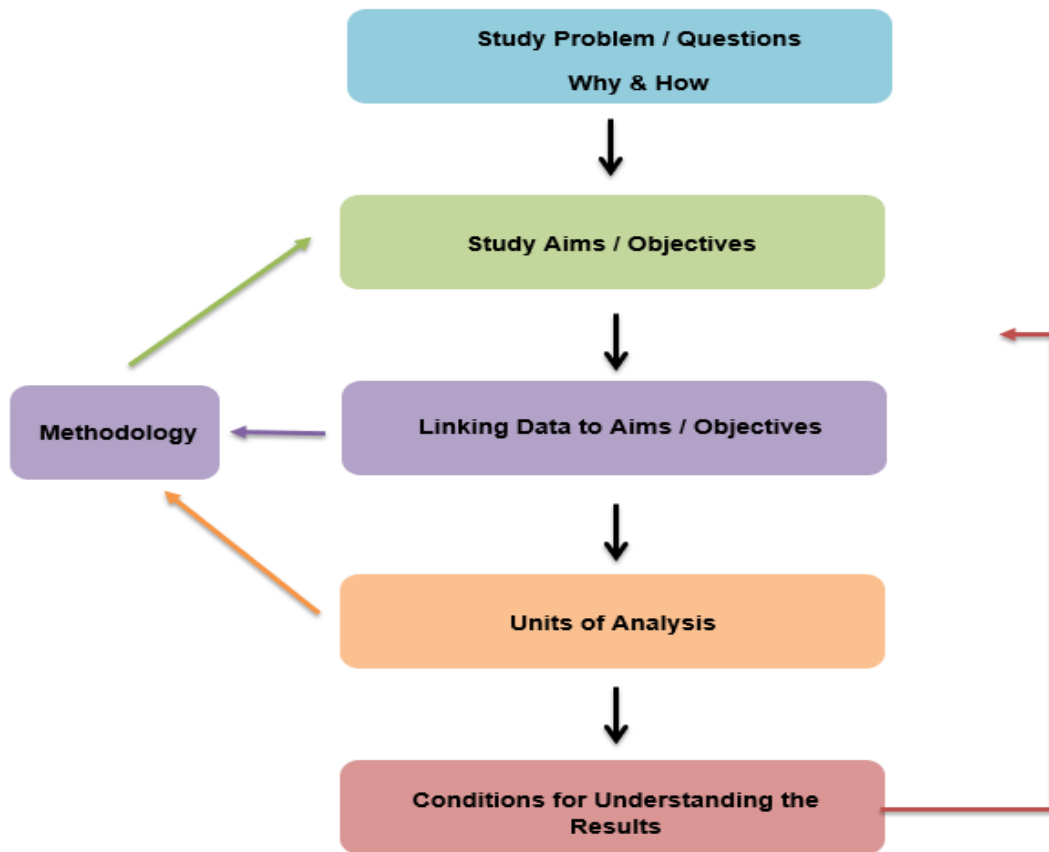 Study Problem / Questions
Why & How
Study Aims / Objectives
Methodology
Linking Data to Aims / Objectives
Units of Analysis
Conditions for Understanding the
Results